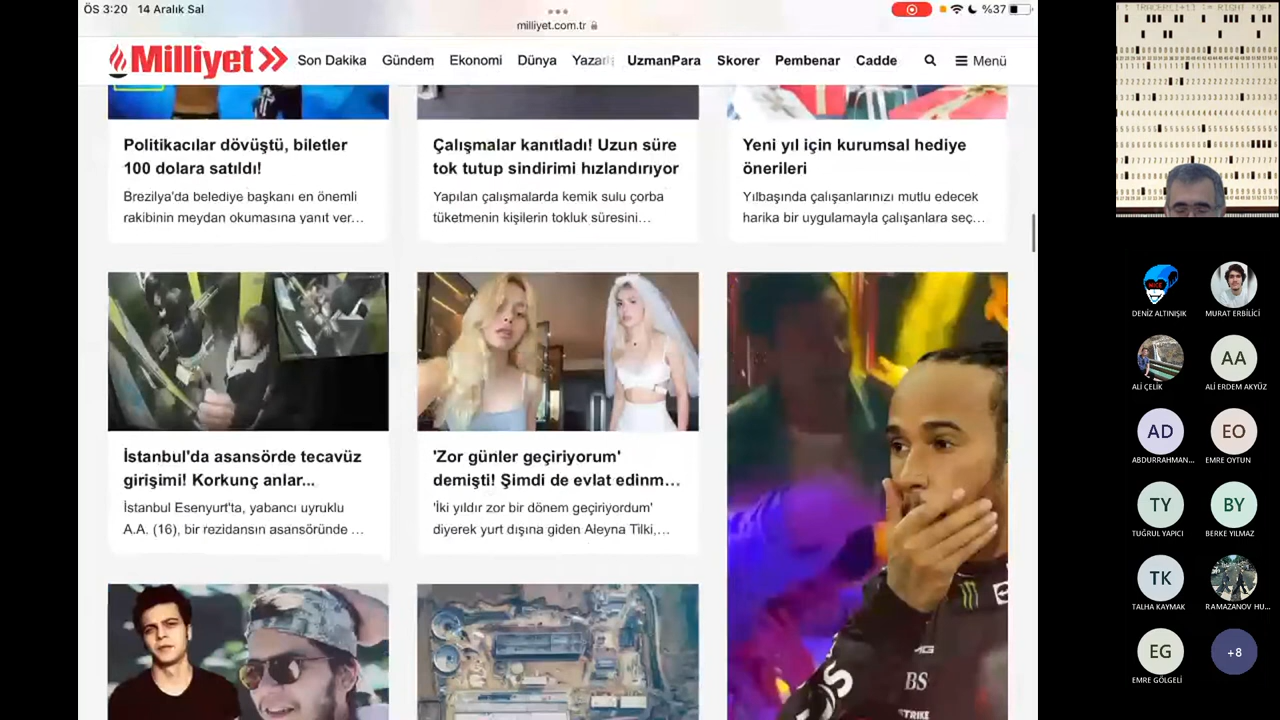 ÖS 3:20 14 Aralık Sal
%37
milliyet.com.tr
Milliyet
Son Dakika Gündem Ekonomi Dünya Yazarl UzmanPara Skorer Pembenar Cadde Menü
Politikacılar dövüştü, biletler
100 dolara satıldı!
Brezilya'da belediye başkanı en önemli
rakibinin meydan okumasına yanıt ver…
Çalışmalar kanıtladı! Uzun süre
tok tutup sindirimi hızlandırıyor
Yapılan çalışmalarda kemik sulu çorba
tüketmenin kişilerin tokluk süresini…
Yeni yıl için kurumsal hediye
önerileri
Yılbaşında çalışanlarınızı mutlu edecek
harika bir uygulamayla çalışanlara seç…
İstanbul'da asansörde tecavüz
girişimi! Korkunç anlar...
İstanbul Esenyurt'ta, yabancı uyruklu
A.A. (16), bir rezidansın asansöründe …
'Zor günler geçiriyorum'
demişti! Şimdi de evlat edinm…
'İki yıldır zor bir dönem geçiriyordum'
diyerek yurt dışına giden Aleyna Tilki,…
BS
DENİZ ALTINIŞIK
MURAT ERBİLİCİ
ALİ ÇELİK
AA
ALİ ERDEM AKYÜZ
AD
ABDURRAHMAN...
EO
EMRE OYTUN
TY
TUĞRUL YAPICI
BY
BERKE YILMAZ
TK
TALHA KAYMAK
RAMAZANOV HU...
EG
EMRE GÖLGELİ
+8